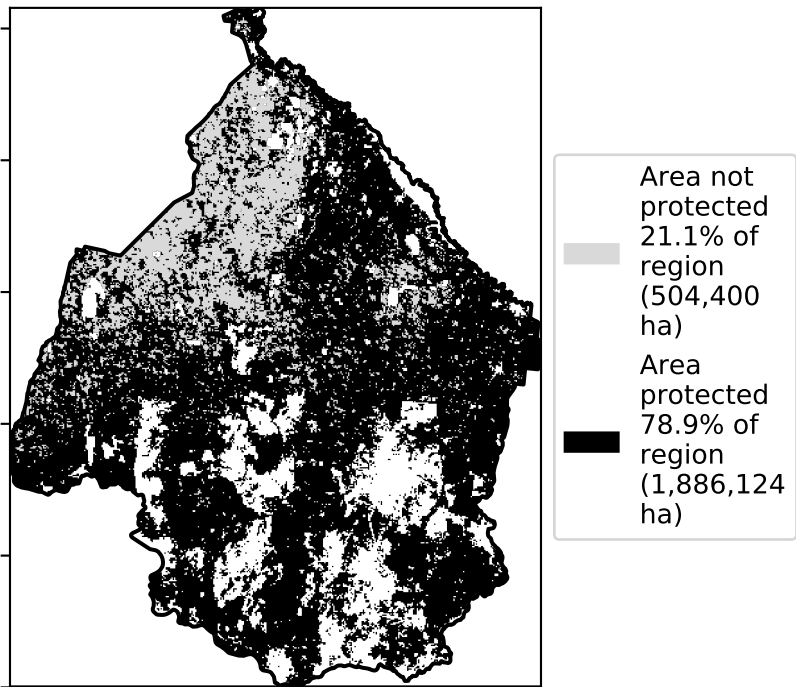 Area not
protected
21.1% of
region
(504,400
ha)
Area
protected
78.9% of
region
(1,886,124
ha)